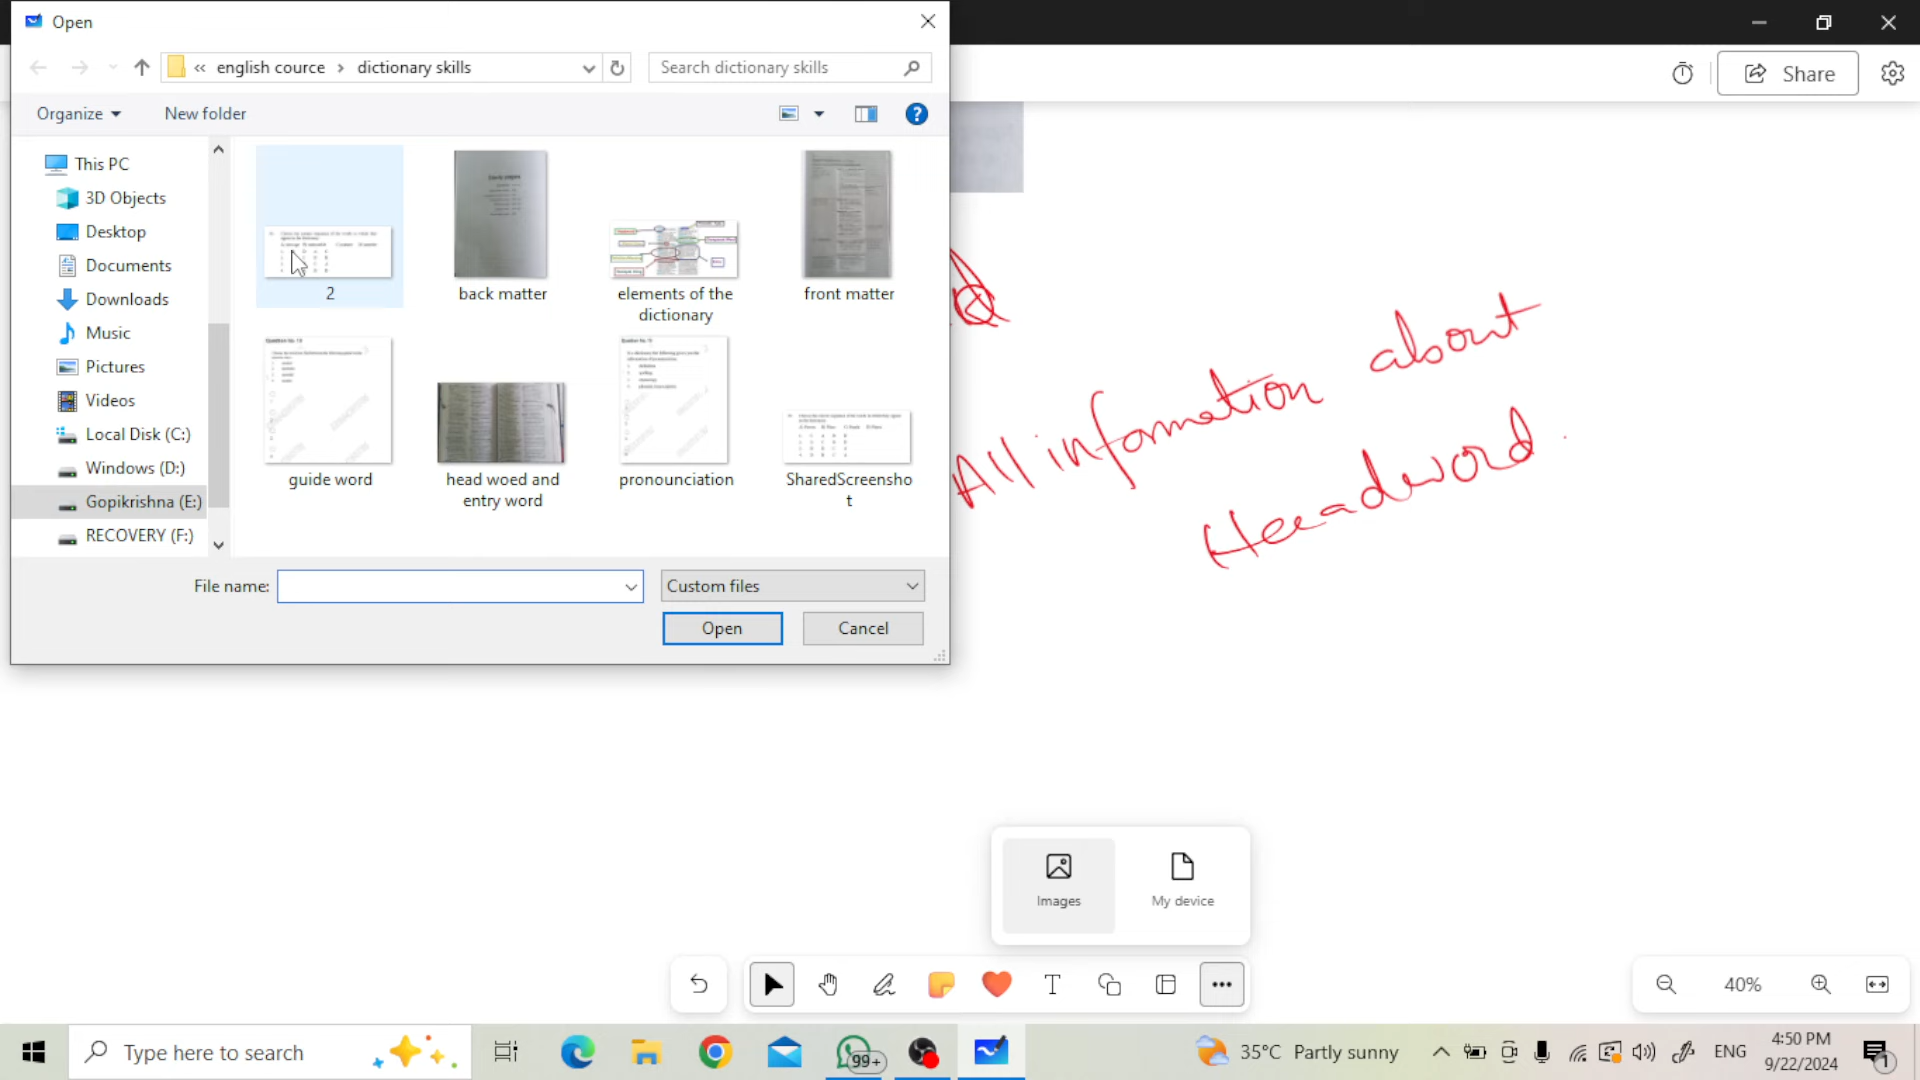 Open
« english cource › dictionary skills
Search dictionary skills
Organize
New folder
This PC
3D Objects
Desktop
Documents
Downloads
Music
Pictures
Videos
Local Disk (C:)
Windows (D:)
Gopikrishna (E:)
RECOVERY (F:)
2
back matter
elements of the
dictionary
front matter
guide word
head woed and
entry word
pronounciation
SharedScreensho
t
File name:
Custom files
Open
Cancel
Share
All information about
Headword.
Images
My device
40%
Type here to search
99+
35°C Partly sunny
ENG
4:50 PM
9/22/2024
1